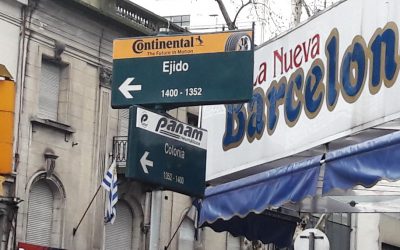 Continental
The Future in Motion
Ejido
1400 - 1352
Panam
Colonia
1352 - 1400
La Nueva
Barcelon